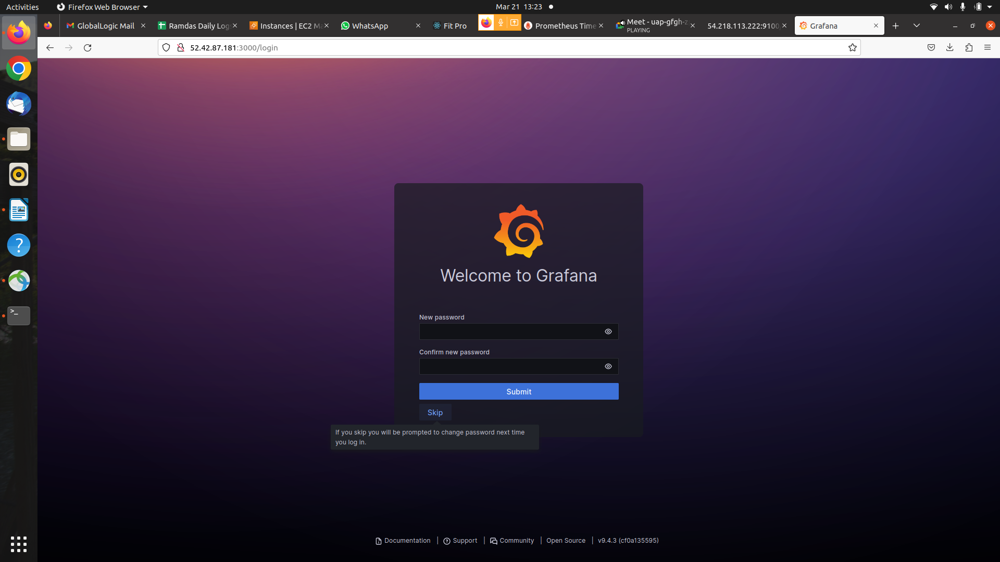 Activities
Firefox Web Browser
Mar 21 13:23
GlobalLogic Mail
Ramdas Daily Log
Instances | EC2 Ma
WhatsApp
Fit Pro
Prometheus Time
Meet - uap-gfgh-z
PLAYING
54.218.113.222:9100
Grafana
52.42.87.181:3000/login
Welcome to Grafana
New password
Confirm new password
Submit
Skip
If you skip you will be prompted to change password next time
you log in.
Documentation | Support | Community | Open Source | v9.4.3 (cf0a135595)